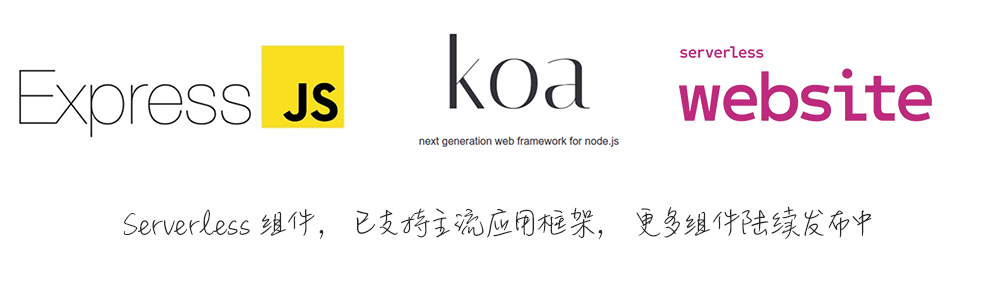 Express JS
koa
next generation web framework for node.js
serverless
website
Serverless 组件， 已支持主流应用框架， 更多组件陆续发布中